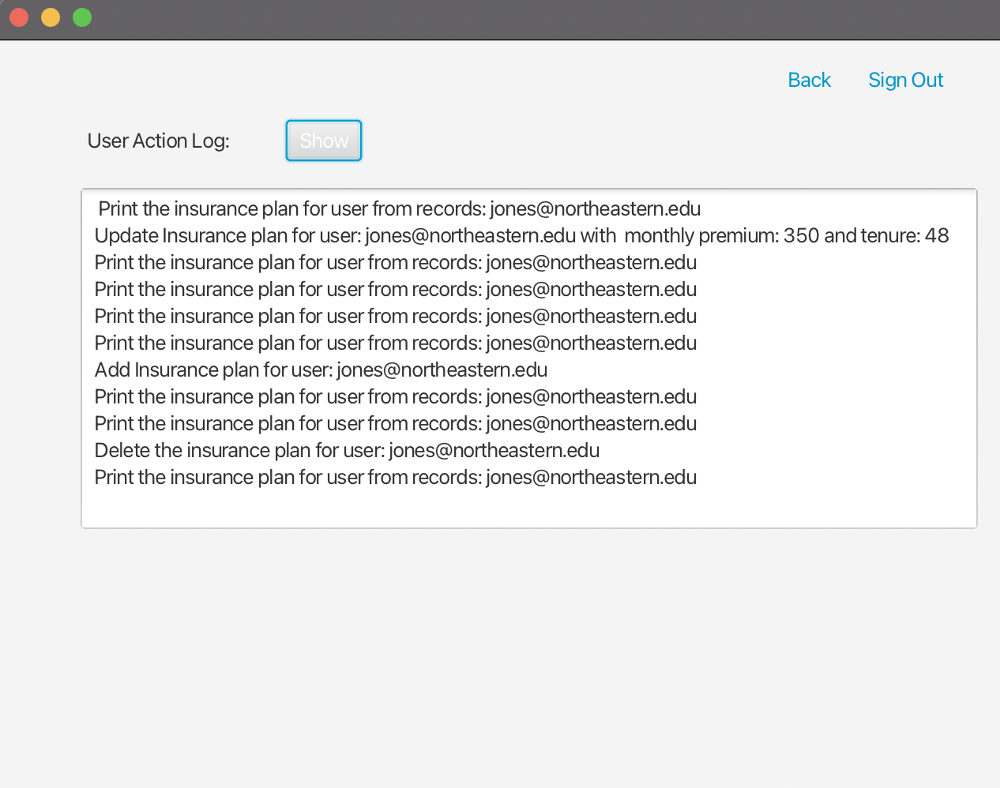 Back Sign Out
User Action Log: Show
Print the insurance plan for user from records: jones@northeastern.edu
Update Insurance plan for user: jones@northeastern.edu with  monthly premium: 350 and tenure: 48
Print the insurance plan for user from records: jones@northeastern.edu
Print the insurance plan for user from records: jones@northeastern.edu
Print the insurance plan for user from records: jones@northeastern.edu
Print the insurance plan for user from records: jones@northeastern.edu
Add Insurance plan for user: jones@northeastern.edu
Print the insurance plan for user from records: jones@northeastern.edu
Print the insurance plan for user from records: jones@northeastern.edu
Delete the insurance plan for user: jones@northeastern.edu
Print the insurance plan for user from records: jones@northeastern.edu